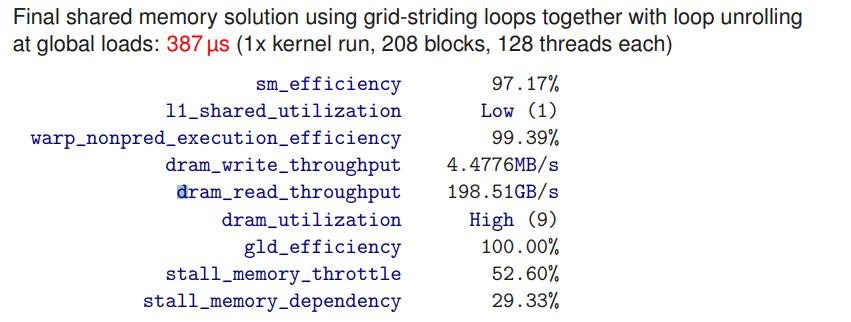 Final shared memory solution using grid-striding loops together with loop unrolling
at global loads: 387 µs (1x kernel run, 208 blocks, 128 threads each)
sm_efficiency 97.17%
l1_shared_utilization Low (1)
warp_nonpred_execution_efficiency 99.39%
dram_write_throughput 4.4776MB/s
dram_read_throughput 198.51GB/s
dram_utilization High (9)
gld_efficiency 100.00%
stall_memory_throttle 52.60%
stall_memory_dependency 29.33%